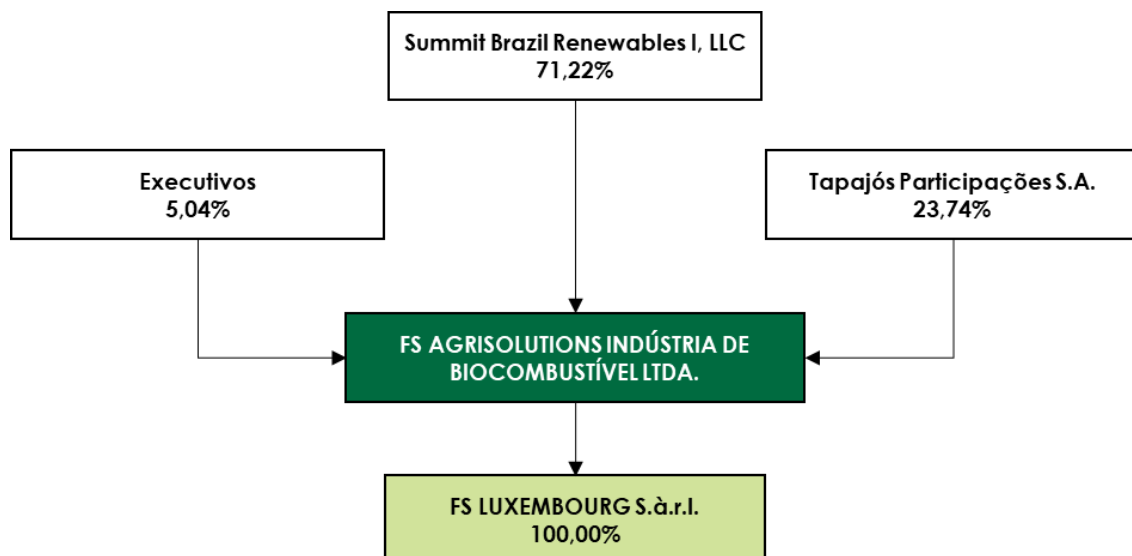 Summit Brazil Renewables I, LLC
71,22%
Executivos
5,04%
Tapajós Participações S.A.
23,74%
FS AGRISOLUTIONS INDÚSTRIA DE
BIOCOMBUSTÍVEL LTDA.
FS LUXEMBOURG S.à.r.l.
100,00%